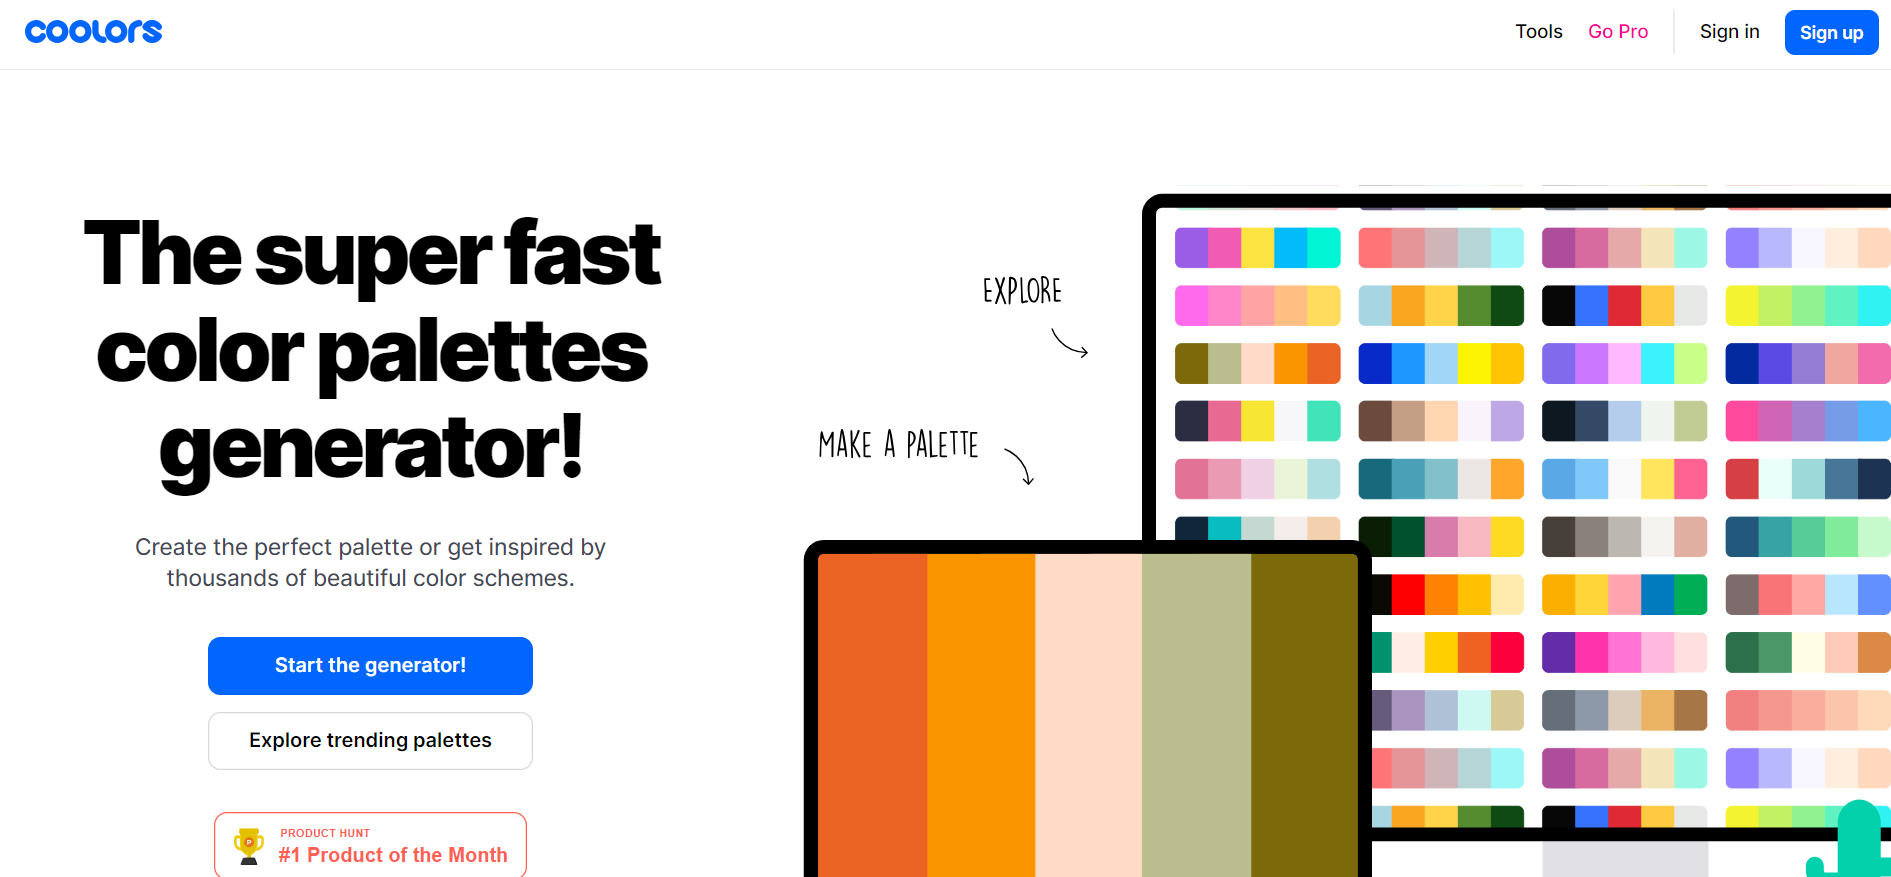 coolors
Tools
Go Pro
Sign in
Sign up
The super fast
color palettes
generator!
Create the perfect palette or get inspired by
thousands of beautiful color schemes.
Start the generator!
Explore trending palettes
P
PRODUCT HUNT
#1 Product of the Month
EXPLORE
MAKE A PALETTE